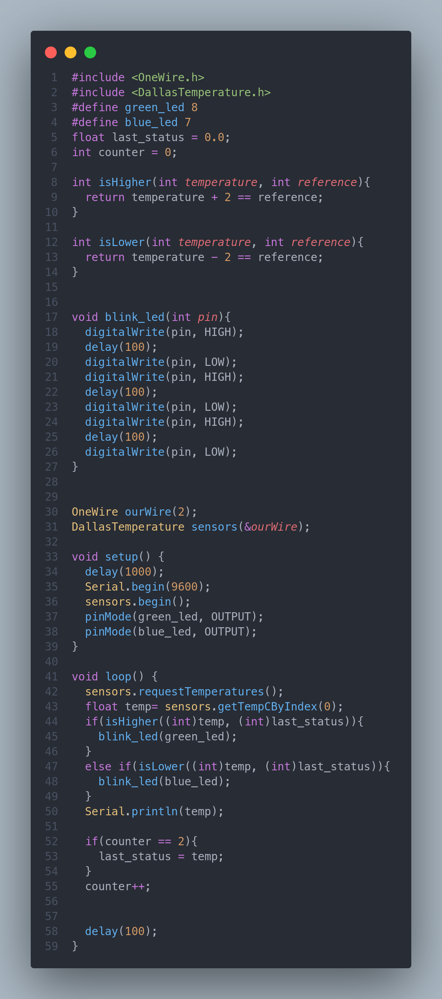 1 #include <OneWire.h>
2 #include <DallasTemperature.h>
3 #define green_led 8
4 #define blue_led 7
5 float last_status = 0.0;
6 int counter = 0;
7
8 int isHigher(int temperature, int reference){
9   return temperature + 2 == reference;
10 }
11
12 int isLower(int temperature, int reference){
13   return temperature - 2 == reference;
14 }
15
16
17 void blink_led(int pin){
18   digitalWrite(pin, HIGH);
19   delay(100);
20   digitalWrite(pin, LOW);
21   digitalWrite(pin, HIGH);
22   delay(100);
23   digitalWrite(pin, LOW);
24   digitalWrite(pin, HIGH);
25   delay(100);
26   digitalWrite(pin, LOW);
27 }
28
29
30 OneWire ourWire(2);
31 DallasTemperature sensors(&ourWire);
32
33 void setup() {
34   delay(1000);
35   Serial.begin(9600);
36   sensors.begin();
37   pinMode(green_led, OUTPUT);
38   pinMode(blue_led, OUTPUT);
39 }
40
41 void loop() {
42   sensors.requestTemperatures();
43   float temp= sensors.getTempCByIndex(0);
44   if(isHigher((int)temp, (int)last_status)){
45     blink_led(green_led);
46   }
47   else if(isLower((int)temp, (int)last_status)){
48     blink_led(blue_led);
49   }
50   Serial.println(temp);
51
52   if(counter == 2){
53     last_status = temp;
54   }
55   counter++;
56
57
58   delay(100);
59 }